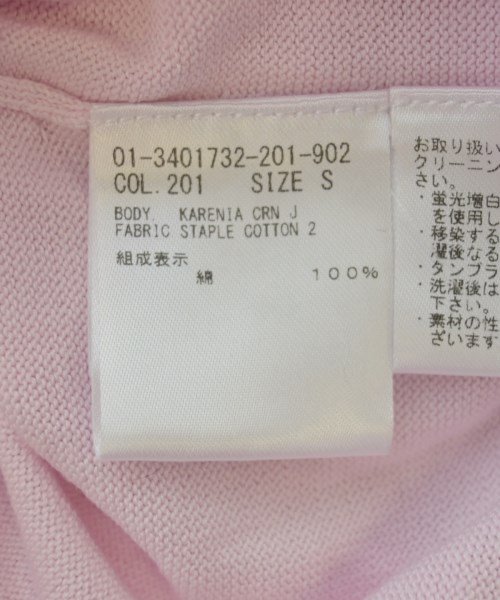 01-3401732-201-902
COL.201 SIZE S
BODY. KARENIA CRN J
FABRIC STAPLE COTTON 2
組成表示
綿 100%
お取り扱い
クリーニン
さい。
・蛍光増白
を使用し
・移染する
濯後なる
・タンブラ
・洗濯後は
下さい。
・素材の性
ざいます